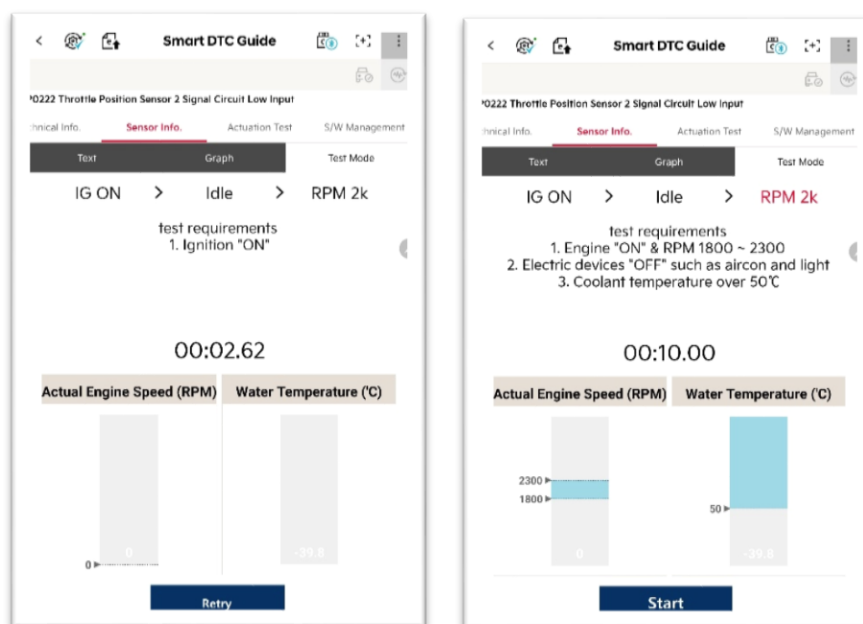 Smart DTC Guide
P0222 Throttle Position Sensor 2 Signal Circuit Low Input
hnical Info. Sensor Info. Actuation Test S/W Management
Text Graph Test Mode
IG ON > Idle > RPM 2k
test requirements
1. Ignition "ON"
00:02.62
Actual Engine Speed (RPM) Water Temperature (℃)
0
0 -39.8
Retry
Smart DTC Guide
P0222 Throttle Position Sensor 2 Signal Circuit Low Input
hnical Info. Sensor Info. Actuation Test S/W Management
Text Graph Test Mode
IG ON > Idle > RPM 2k
test requirements
1. Engine "ON" & RPM 1800 ~ 2300
2. Electric devices "OFF" such as aircon and light
3. Coolant temperature over 50℃
00:10.00
Actual Engine Speed (RPM) Water Temperature (℃)
2300
1800
50
0 -39.8
Start